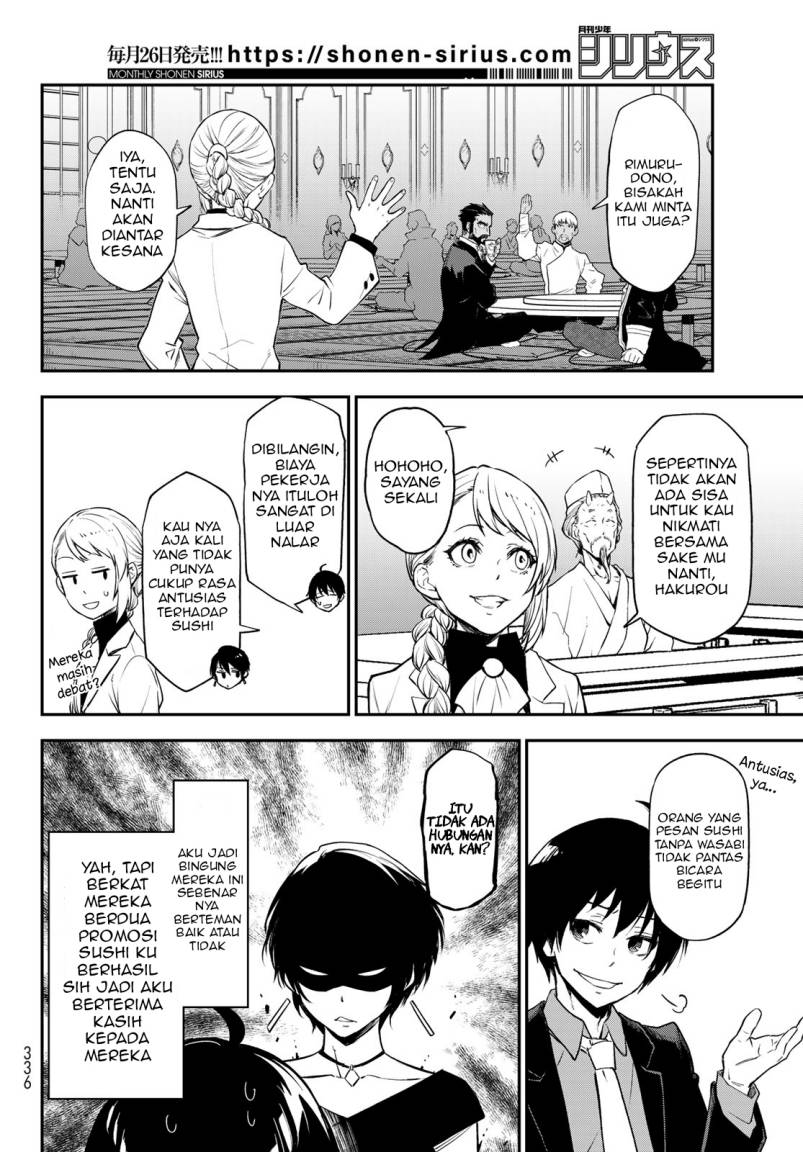 毎月26日発売!!! https://shonen-sirius.com
MONTHLY SHONEN SIRIUS
月刊少年
シリウス
RIMURU-
DONO,
BISAKAH
KAMI MINTA
ITU JUGA?
IYA,
TENTU
SAJA.
NANTI
AKAN
DIANTAR
KESANA
SEPERTINYA
TIDAK AKAN
ADA SISA
UNTUK KAU
NIKMATI
BERSAMA
SAKE MU
NANTI,
HAKUROU
HOHOHO,
SAYANG
SEKALI
DIBILANGIN,
BIAYA
PEKERJA
NYA ITULOH
SANGAT DI
LUAR
NALAR
KAU NYA
AJA KALI
YANG TIDAK
PUNYA
CUKUP RASA
ANTUSIAS
TERHADAP
SUSHI
Mereka
masih
debat?
Antusias,
ya...
ORANG YANG
PESAN SUSHI
TANPA WASABI
TIDAK PANTAS
BICARA
BEGITU
ITU
TIDAK ADA
HUBUNGAN
NYA, KAN?
AKU JADI
BINGUNG
MEREKA INI
SEBENAR
NYA
BERTEMAN
BAIK ATAU
TIDAK
YAH, TAPI
BERKAT
MEREKA
BERDUA
PROMOSI
SUSHI KU
BERHASIL
SIH JADI AKU
BERTERIMA
KASIH
KEPADA
MEREKA
336